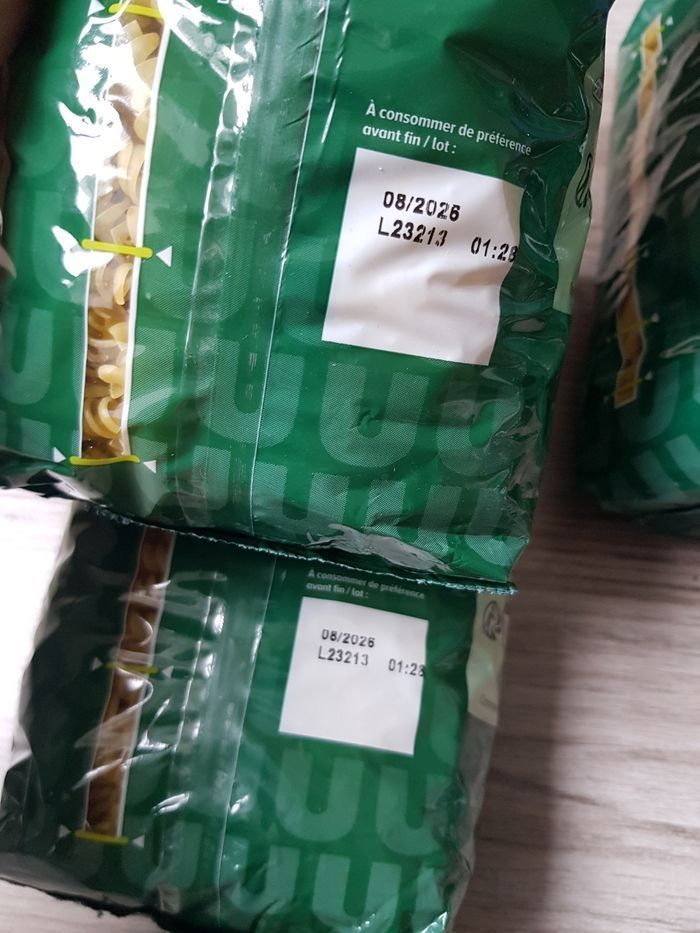 À consommer de préférence
avant fin / lot :
08/2026
L23213 01:28
À consommer de préférence
avant fin / lot :
08/2026
L23213 01:28